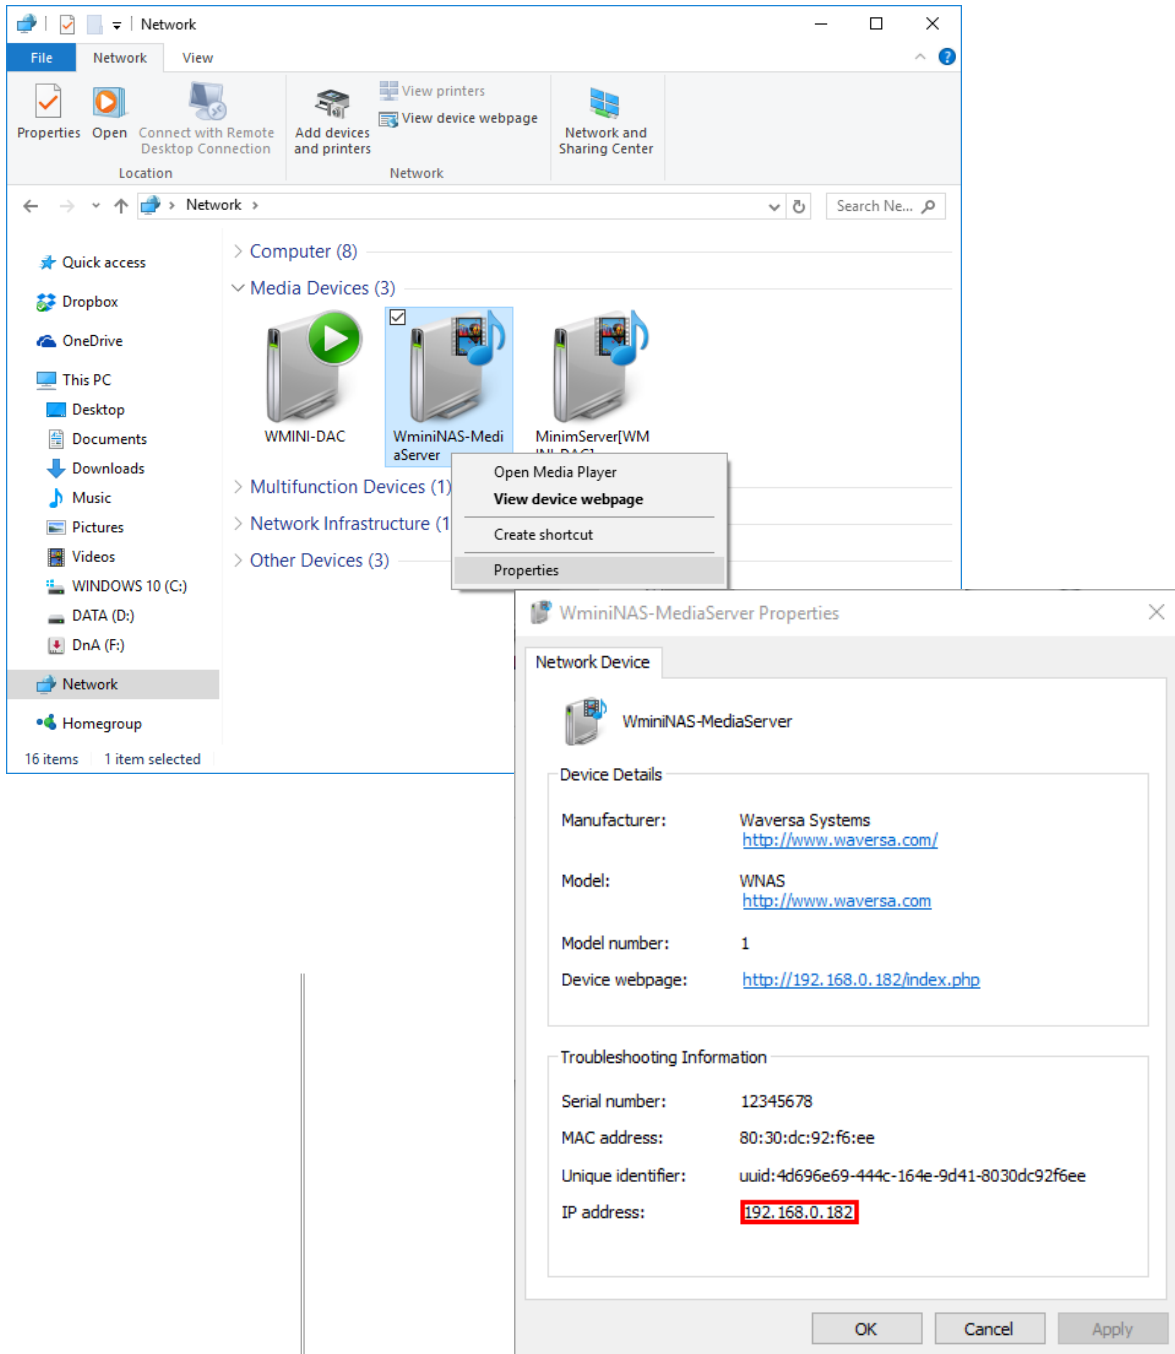 Network
File Network View
Properties Open Connect with Remote Desktop Connection
Location
Add devices and printers
View printers
View device webpage
Network
Network and Sharing Center
Network
Search Ne...
Quick access
Dropbox
OneDrive
This PC
Desktop
Documents
Downloads
Music
Pictures
Videos
WINDOWS 10 (C:)
DATA (D:)
DnA (F:)
Network
Homegroup
Computer (8)
Media Devices (3)
WMINI-DAC
WminiNAS-Medi
aServer
MinimServer[WM
INI-DAC]
Multifunction Devices (1)
Network Infrastructure (1
Other Devices (3)
Open Media Player
View device webpage
Create shortcut
Properties
16 items 1 item selected
WminiNAS-MediaServer Properties
Network Device
WminiNAS-MediaServer
Device Details
Manufacturer: Waversa Systems
http://www.waversa.com/
Model: WNAS
http://www.waversa.com
Model number: 1
Device webpage: http://192.168.0.182/index.php
Troubleshooting Information
Serial number: 12345678
MAC address: 80:30:dc:92:f6:ee
Unique identifier: uuid:4d696e69-444c-164e-9d41-8030dc92f6ee
IP address: 192.168.0.182
OK Cancel Apply